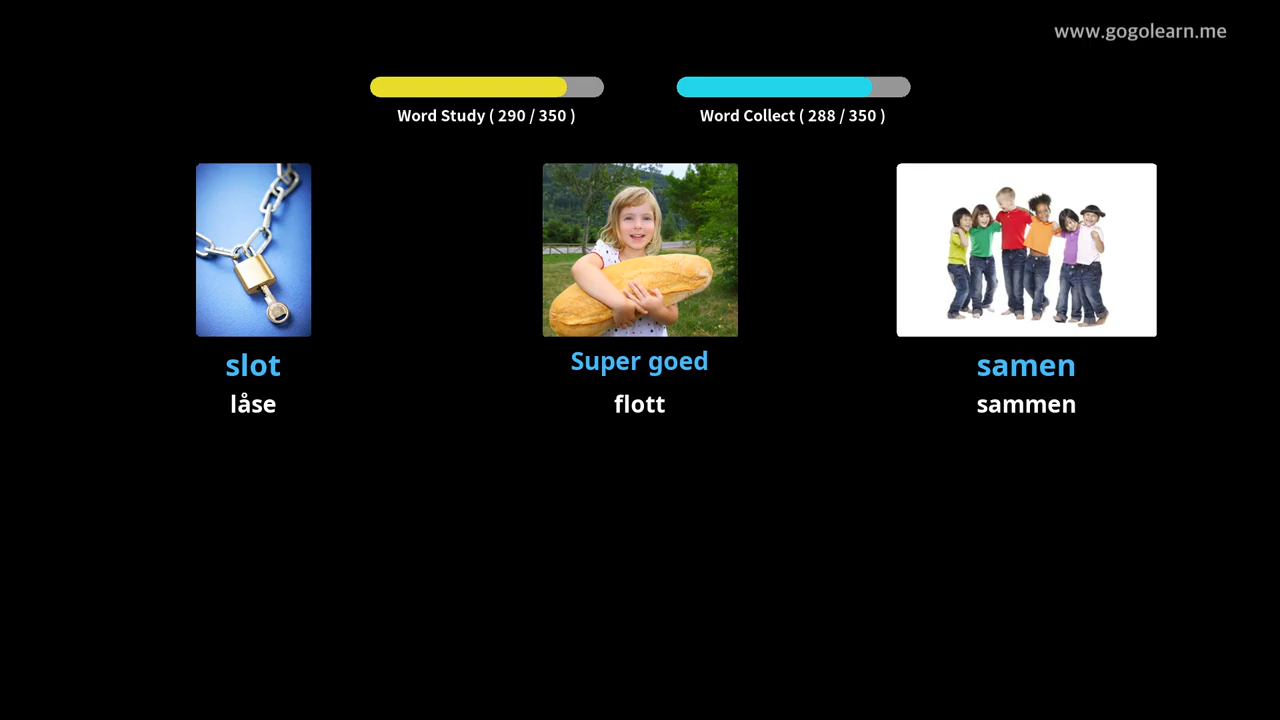 www.gogolearn.me
Word Study ( 290 / 350 )
Word Collect ( 288 / 350 )
slot
Super goed
samen
låse
flott
sammen